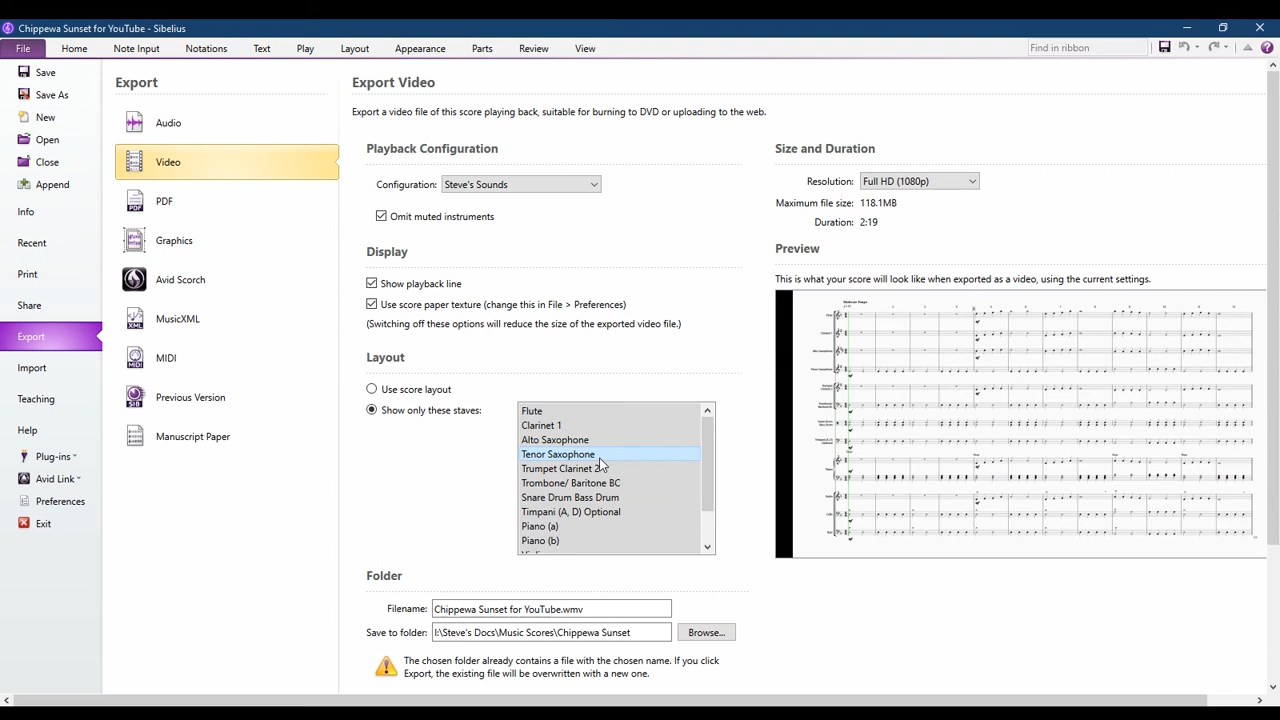 Chippewa Sunset for YouTube - Sibelius
File Home Note Input Notations Text Play Layout Appearance Parts Review View Find in ribbon
Save
Save As
New
Open
Close
Append
Info
Recent
Print
Share
Export
Import
Teaching
Help
Plug-ins
Avid Link
Preferences
Exit
Export
Audio
Video
PDF
Graphics
Avid Scorch
MusicXML
MIDI
Previous Version
Manuscript Paper
Export Video
Export a video file of this score playing back, suitable for burning to DVD or uploading to the web.
Playback Configuration
Configuration: Steve's Sounds
Omit muted instruments
Display
Show playback line
Use score paper texture (change this in File > Preferences)
(Switching off these options will reduce the size of the exported video file.)
Layout
Use score layout
Show only these staves:
Flute
Clarinet 1
Alto Saxophone
Tenor Saxophone
Trumpet Clarinet 2
Trombone/ Baritone BC
Snare Drum Bass Drum
Timpani (A, D) Optional
Piano (a)
Piano (b)
Folder
Filename: Chippewa Sunset for YouTube.wmv
Save to folder: I:\Steve's Docs\Music Scores\Chippewa Sunset Browse...
The chosen folder already contains a file with the chosen name. If you click
Export, the existing file will be overwritten with a new one.
Size and Duration
Resolution: Full HD (1080p)
Maximum file size: 118.1MB
Duration: 2:19
Preview
This is what your score will look like when exported as a video, using the current settings.